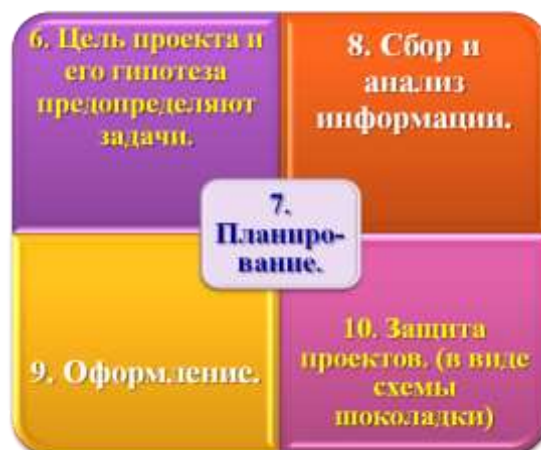 6. Цель проекта и
его гипотеза
предопределяют
задачи.
8. Сбор и
анализ
информации.
7.
Планиро-
вание.
9. Оформление.
10. Защита
проектов. (в виде
схемы
шоколадки)